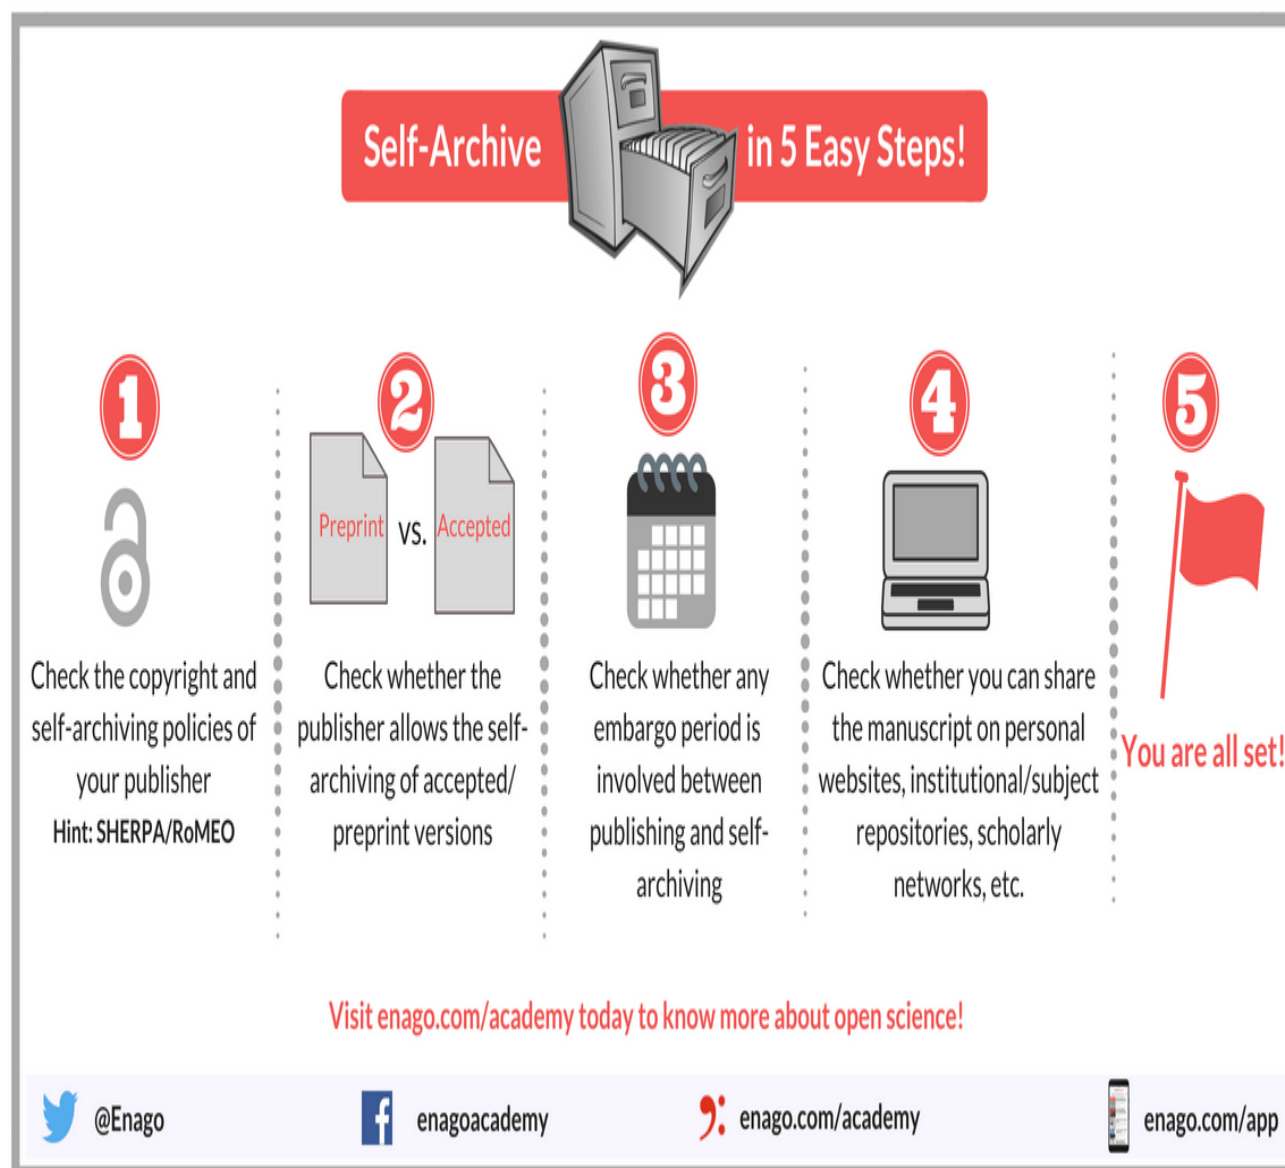 Self-Archive in 5 Easy Steps!
1
Check the copyright and
self-archiving policies of
your publisher
Hint: SHERPA/RoMEO
2
Preprint vs. Accepted
Check whether the
publisher allows the self-
archiving of accepted/
preprint versions
3
Check whether any
embargo period is
involved between
publishing and self-
archiving
4
Check whether you can share
the manuscript on personal
websites, institutional/subject
repositories, scholarly
networks, etc.
5
You are all set!
Visit enago.com/academy today to know more about open science!
@Enago
enagoacademy
enago.com/academy
enago.com/app